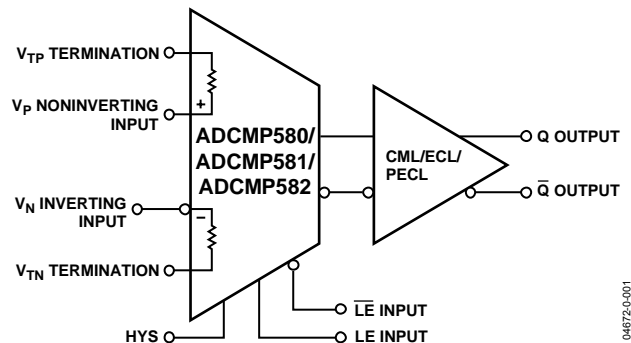 V_TP TERMINATION
V_P NONINVERTING
INPUT
+
ADCMP580/
ADCMP581/
ADCMP582
CML/ECL/
PECL
Q OUTPUT
Q̅ OUTPUT
V_N INVERTING
INPUT
–
V_TN TERMINATION
L̅E̅ INPUT
HYS
LE INPUT
04672-0-001